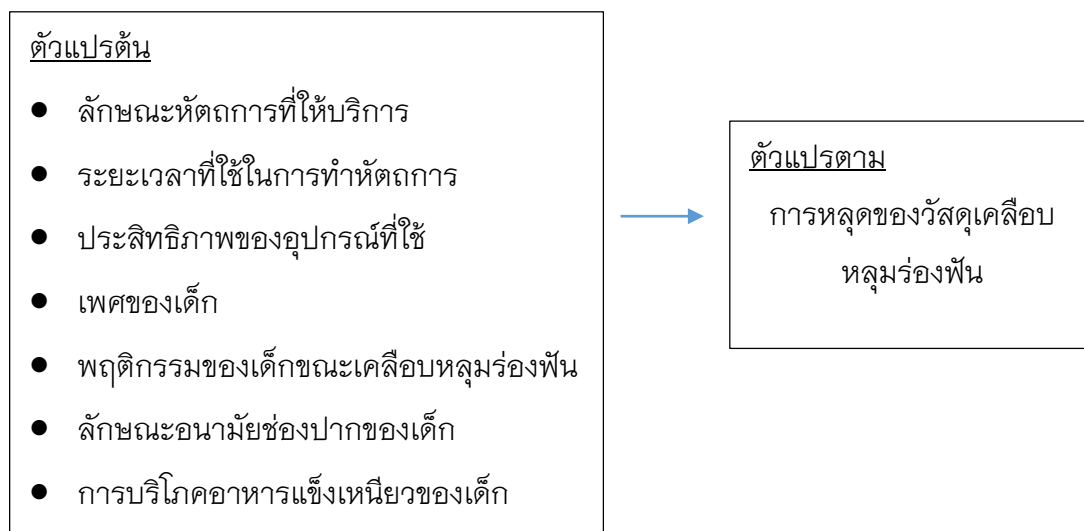 ตัวแปรต้น
● ลักษณะหัตถการที่ให้บริการ
● ระยะเวลาที่ใช้ในการทำหัตถการ
● ประสิทธิภาพของอุปกรณ์ที่ใช้
● เพศของเด็ก
● พฤติกรรมของเด็กขณะเคลือบหลุมร่องฟัน
● ลักษณะอนามัยช่องปากของเด็ก
● การบริโภคอาหารแข็งเหนียวของเด็ก
ตัวแปรตาม
การหลุดของวัสดุเคลือบ
หลุมร่องฟัน